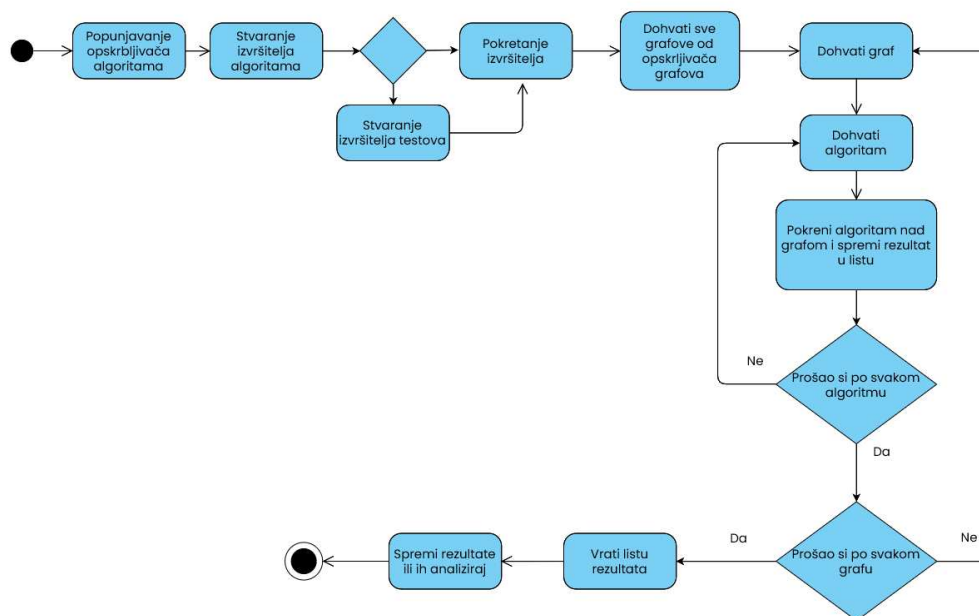 Popunjavanje
opskrbljivača
algoritama
Stvaranje
izvršitelja
algoritama
Pokretanje
izvršitelja
Dohvati sve
grafove od
opskrljivača
grafova
Dohvati graf
Stvaranje
izvršitelja testova
Dohvati
algoritam
Pokreni algoritam nad
grafom i spremi rezultat
u listu
Ne
Prošao si po svakom
algoritmu
Da
Da
Ne
Prošao si po svakom
grafu
Vrati listu
rezultata
Spremi rezultate
ili ih analiziraj